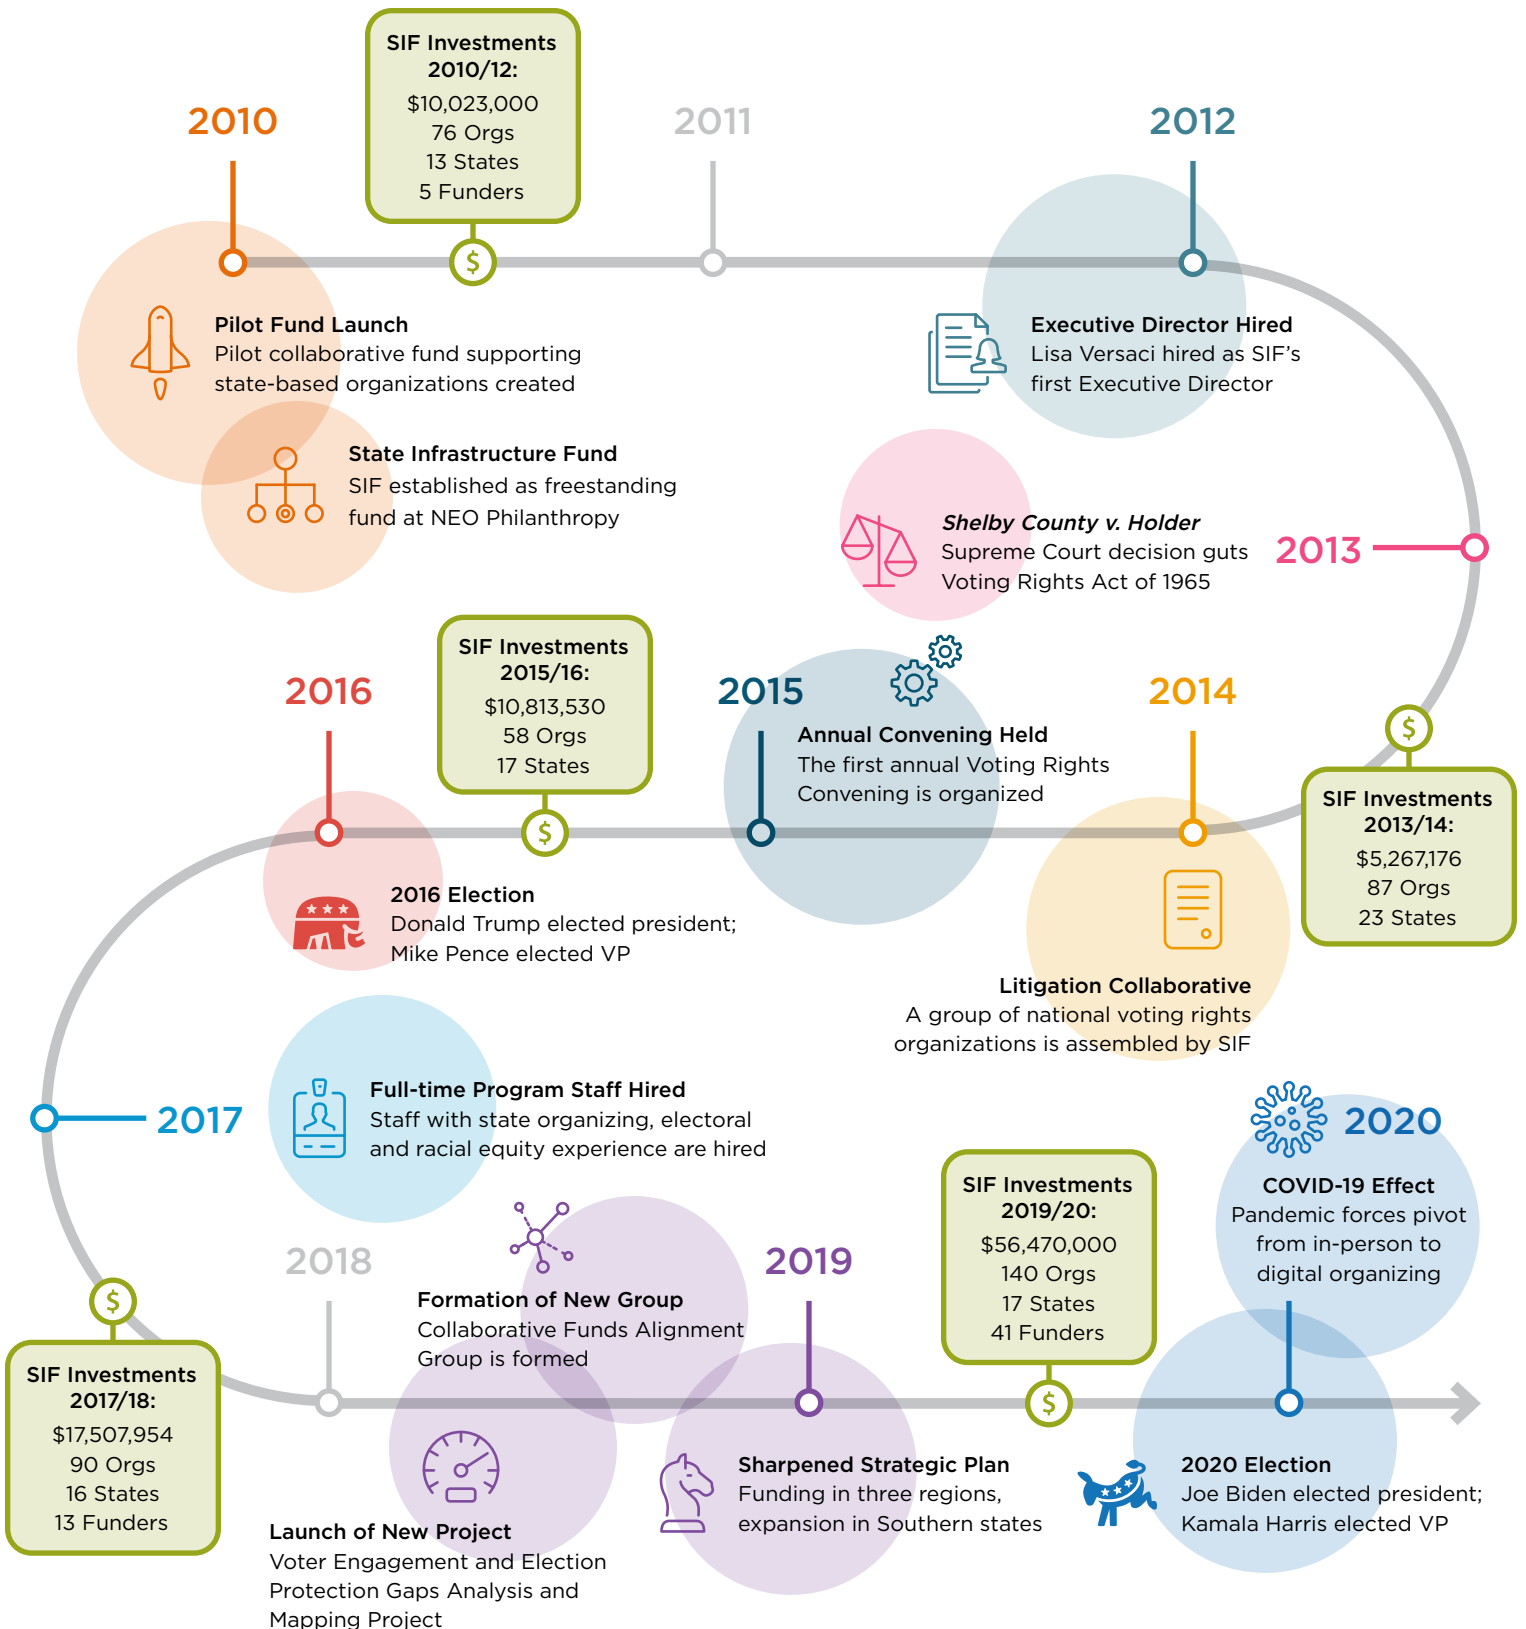 2010
SIF Investments
2010/12:
$10,023,000
76 Orgs
13 States
5 Funders
$
2011
2012
Pilot Fund Launch
Pilot collaborative fund supporting
state-based organizations created
State Infrastructure Fund
SIF established as freestanding
fund at NEO Philanthropy
Executive Director Hired
Lisa Versaci hired as SIF’s
first Executive Director
Shelby County v. Holder
Supreme Court decision guts
Voting Rights Act of 1965
2013
$
SIF Investments
2013/14:
$5,267,176
87 Orgs
23 States
2014
Litigation Collaborative
A group of national voting rights
organizations is assembled by SIF
2015
Annual Convening Held
The first annual Voting Rights
Convening is organized
SIF Investments
2015/16:
$10,813,530
58 Orgs
17 States
$
2016
2016 Election
Donald Trump elected president;
Mike Pence elected VP
2017
Full-time Program Staff Hired
Staff with state organizing, electoral
and racial equity experience are hired
$
SIF Investments
2017/18:
$17,507,954
90 Orgs
16 States
13 Funders
2018
Formation of New Group
Collaborative Funds Alignment
Group is formed
Launch of New Project
Voter Engagement and Election
Protection Gaps Analysis and
Mapping Project
2019
Sharpened Strategic Plan
Funding in three regions,
expansion in Southern states
SIF Investments
2019/20:
$56,470,000
140 Orgs
17 States
41 Funders
$
2020
COVID-19 Effect
Pandemic forces pivot
from in-person to
digital organizing
2020 Election
Joe Biden elected president;
Kamala Harris elected VP